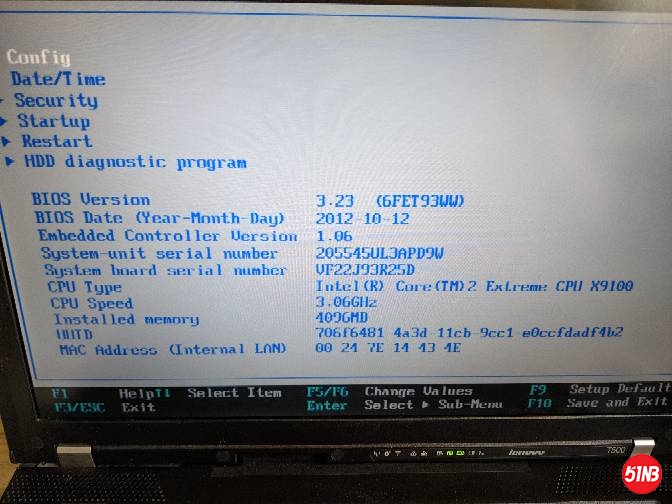 Config
Date/Time
Security
Startup
Restart
HDD diagnostic program
BIOS Version 3.23 (6FET93WW)
BIOS Date (Year-Month-Day) 2012-10-12
Embedded Controller Version 1.06
System-unit serial number 205545UL3APD9W
System board serial number VF22J93R25D
CPU Type Intel(R) Core(TM)2 Extreme CPU X9100
CPU Speed 3.06GHz
Installed memory 4096MB
UUID 706f6481 4a3d-11cb-9cc1 e0ccfdadf4b2
MAC Address (Internal LAN) 00 24 7E 14 43 4E
F1 Help ↑↓ Select Item F5/F6 Change Values F9 Setup Default
F3/ESC Exit Enter Select ▸ Sub-Menu F10 Save and Exit
lenovo T500
51NB